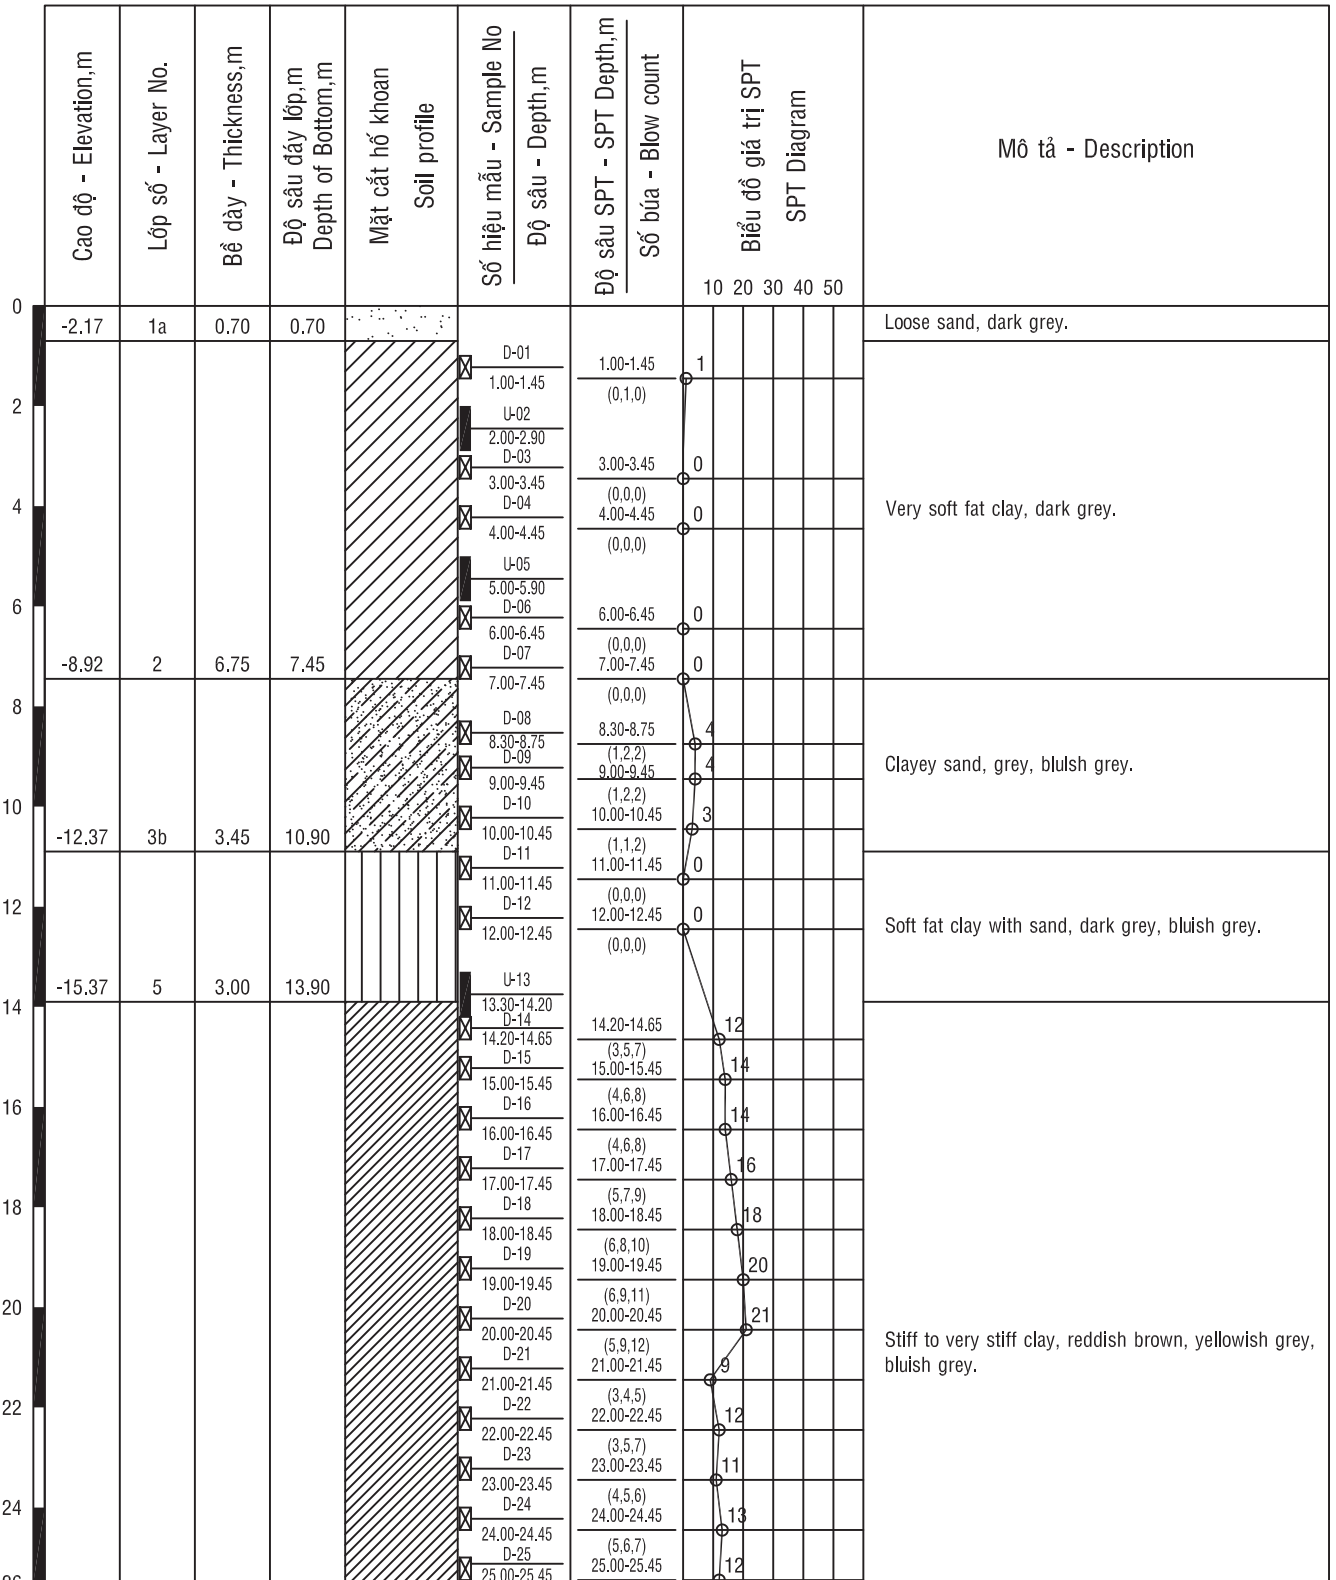 Cao độ - Elevation,m
Lớp số - Layer No.
Bề dày - Thickness,m
Độ sâu đáy lớp,m
Depth of Bottom,m
Mặt cắt hố khoan
Soil profile
Số hiệu mẫu - Sample No
Độ sâu - Depth,m
Độ sâu SPT - SPT Depth,m
Số búa - Blow count
Biểu đồ giá trị SPT
SPT Diagram
10 20 30 40 50
Mô tả - Description
0
-2.17 1a 0.70 0.70
Loose sand, dark grey.
D-01
1.00-1.45
1.00-1.45
(0,1,0)
1
2
U-02
2.00-2.90
D-03
3.00-3.45
3.00-3.45
(0,0,0)
0
4
D-04
4.00-4.45
4.00-4.45
(0,0,0)
0
Very soft fat clay, dark grey.
U-05
5.00-5.90
6
D-06
6.00-6.45
6.00-6.45
(0,0,0)
0
-8.92 2 6.75 7.45
D-07
7.00-7.45
7.00-7.45
(0,0,0)
0
8
D-08
8.30-8.75
8.30-8.75
(1,2,2)
4
D-09
9.00-9.45
9.00-9.45
(1,2,2)
4
Clayey sand, grey, bluIsh grey.
10
D-10
10.00-10.45
10.00-10.45
(1,1,2)
3
-12.37 3b 3.45 10.90
D-11
11.00-11.45
11.00-11.45
(0,0,0)
0
12
D-12
12.00-12.45
12.00-12.45
(0,0,0)
0
Soft fat clay with sand, dark grey, bluish grey.
-15.37 5 3.00 13.90
U-13
13.30-14.20
14
D-14
14.20-14.65
14.20-14.65
(3,5,7)
12
D-15
15.00-15.45
15.00-15.45
(4,6,8)
14
16
D-16
16.00-16.45
16.00-16.45
(4,6,8)
14
D-17
17.00-17.45
17.00-17.45
(5,7,9)
16
18
D-18
18.00-18.45
18.00-18.45
(6,8,10)
18
D-19
19.00-19.45
19.00-19.45
(6,9,11)
20
20
D-20
20.00-20.45
20.00-20.45
(5,9,12)
21
Stiff to very stiff clay, reddish brown, yellowish grey,
bluish grey.
D-21
21.00-21.45
21.00-21.45
(3,4,5)
9
22
D-22
22.00-22.45
22.00-22.45
(3,5,7)
12
D-23
23.00-23.45
23.00-23.45
(4,5,6)
11
24
D-24
24.00-24.45
24.00-24.45
(5,6,7)
13
D-25
25.00-25.45
25.00-25.45
12
26